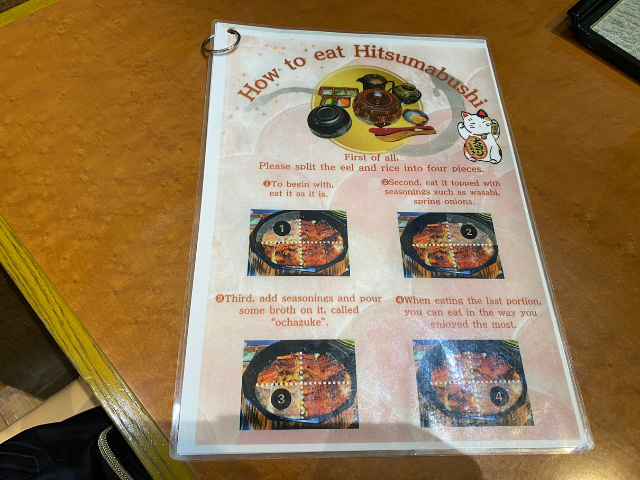 How to eat Hitsumabushi
First of all,
Please split the eel and rice into four pieces.
❶To begin with,
eat it as it is.
❷Second, eat it topped with
seasonings such as wasabi,
spring onions.
1
2
❸Third, add seasonings and pour
some broth on it, called
"ochazuke".
❹When eating the last portion,
you can eat in the way you
enjoyed the most.
3
4